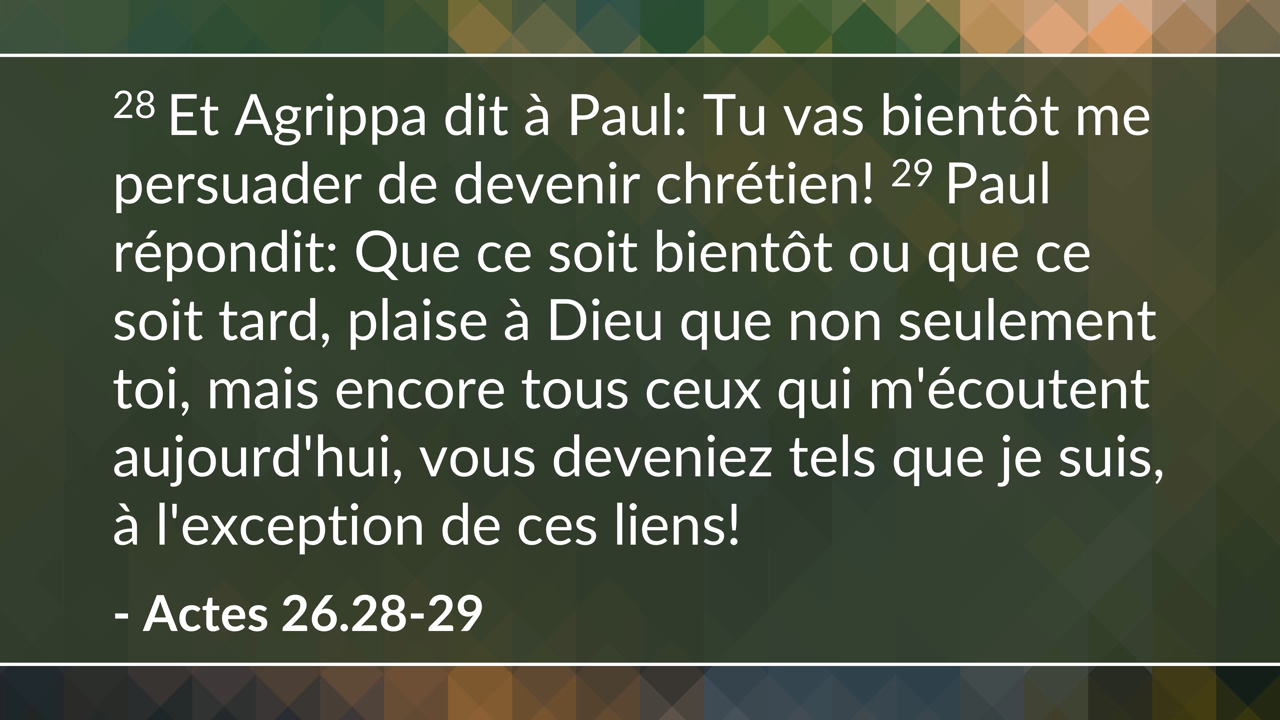 28 Et Agrippa dit à Paul: Tu vas bientôt me
persuader de devenir chrétien! 29 Paul
répondit: Que ce soit bientôt ou que ce
soit tard, plaise à Dieu que non seulement
toi, mais encore tous ceux qui m'écoutent
aujourd'hui, vous deveniez tels que je suis,
à l'exception de ces liens!
- Actes 26.28-29